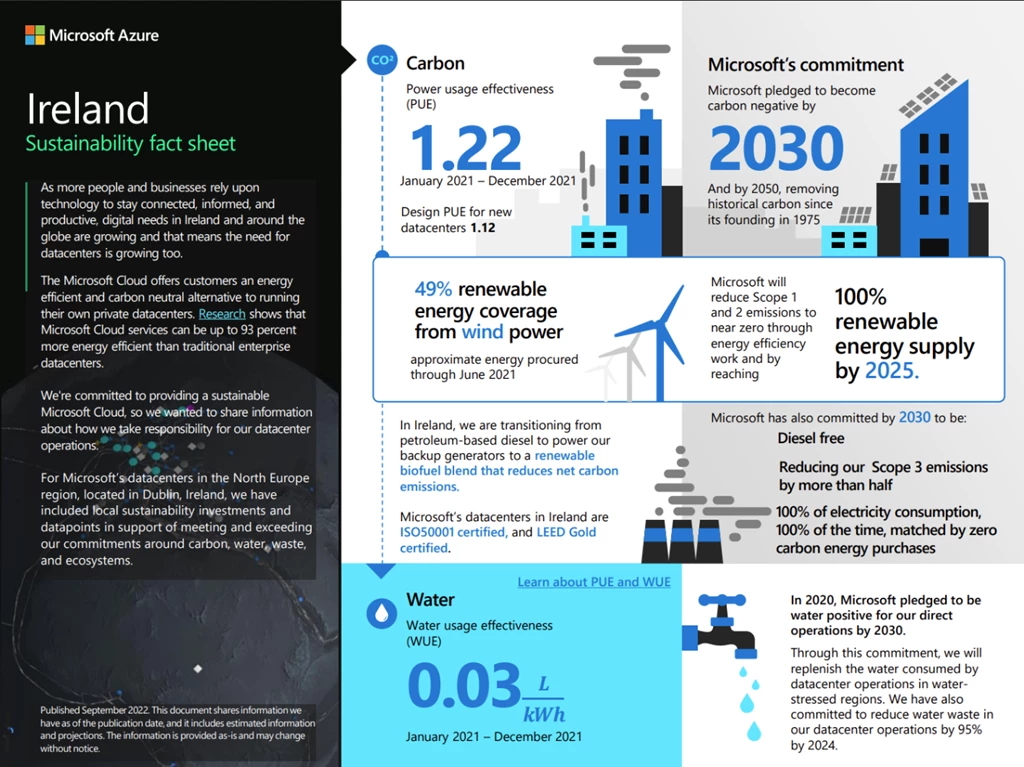 Microsoft Azure
Ireland
Sustainability fact sheet
As more people and businesses rely upon
technology to stay connected, informed, and
productive, digital needs in Ireland and around the
globe are growing and that means the need for
datacenters is growing too.
The Microsoft Cloud offers customers an energy
efficient and carbon neutral alternative to running
their own private datacenters. Research shows that
Microsoft Cloud services can be up to 93 percent
more energy efficient than traditional enterprise
datacenters.
We're committed to providing a sustainable
Microsoft Cloud, so we wanted to share information
about how we take responsibility for our datacenter
operations.
For Microsoft's datacenters in the North Europe
region, located in Dublin, Ireland, we have
included local sustainability investments and
datapoints in support of meeting and exceeding
our commitments around carbon, water, waste,
and ecosystems.
Published September 2022. This document shares information we
have as of the publication date, and it includes estimated information
and projections. The information is provided as-is and may change
without notice.
CO²
Carbon
Power usage effectiveness
(PUE)
1.22
January 2021 – December 2021
Design PUE for new
datacenters 1.12
Microsoft's commitment
Microsoft pledged to become
carbon negative by
2030
And by 2050, removing
historical carbon since
its founding in 1975
49% renewable
energy coverage
from wind power
approximate energy procured
through June 2021
Microsoft will
reduce Scope 1
and 2 emissions to
near zero through
energy efficiency
work and by
reaching
100%
renewable
energy supply
by 2025.
In Ireland, we are transitioning from
petroleum-based diesel to power our
backup generators to a renewable
biofuel blend that reduces net carbon
emissions.
Microsoft's datacenters in Ireland are
ISO50001 certified, and LEED Gold
certified.
Microsoft has also committed by 2030 to be:
Diesel free
Reducing our Scope 3 emissions
by more than half
100% of electricity consumption,
100% of the time, matched by zero
carbon energy purchases
Learn about PUE and WUE
Water
Water usage effectiveness
(WUE)
0.03 L
kWh
January 2021 – December 2021
In 2020, Microsoft pledged to be
water positive for our direct
operations by 2030.
Through this commitment, we will
replenish the water consumed by
datacenter operations in water-
stressed regions. We have also
committed to reduce water waste in
our datacenter operations by 95%
by 2024.